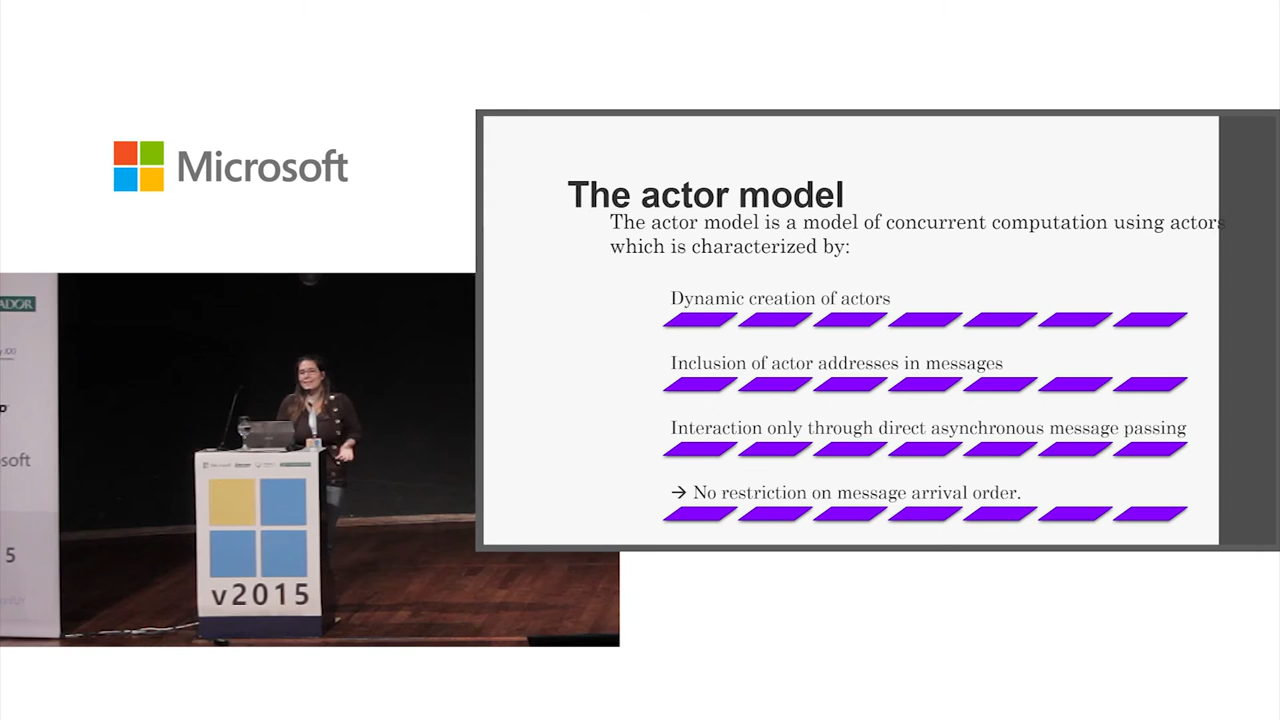 Microsoft
The actor model
The actor model is a model of concurrent computation using actors
which is characterized by:
Dynamic creation of actors
Inclusion of actor addresses in messages
Interaction only through direct asynchronous message passing
→ No restriction on message arrival order.
ADOR
soft
5
Microsoft
v2015